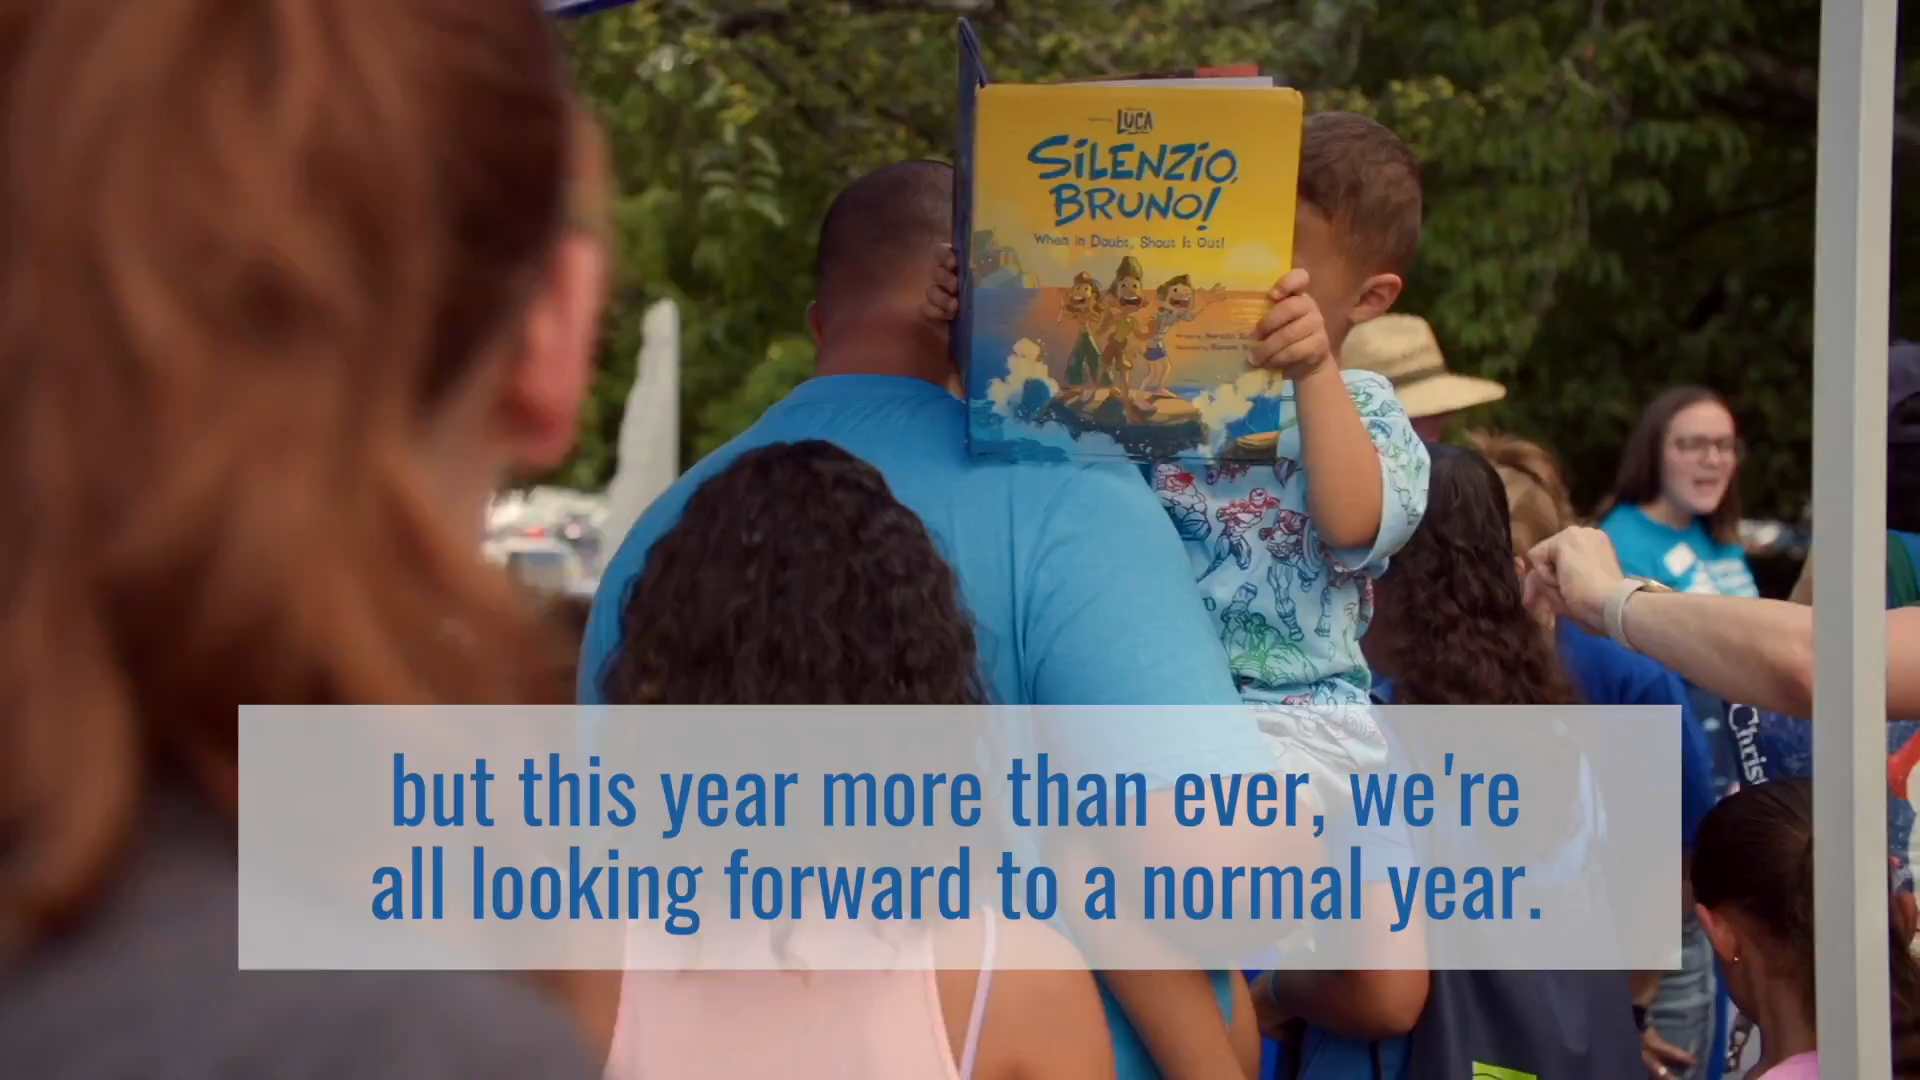 LUCA
SiLENZiO,
BRUNO!
When in Doubt, Shout It Out!
Christ
but this year more than ever, we're
all looking forward to a normal year.